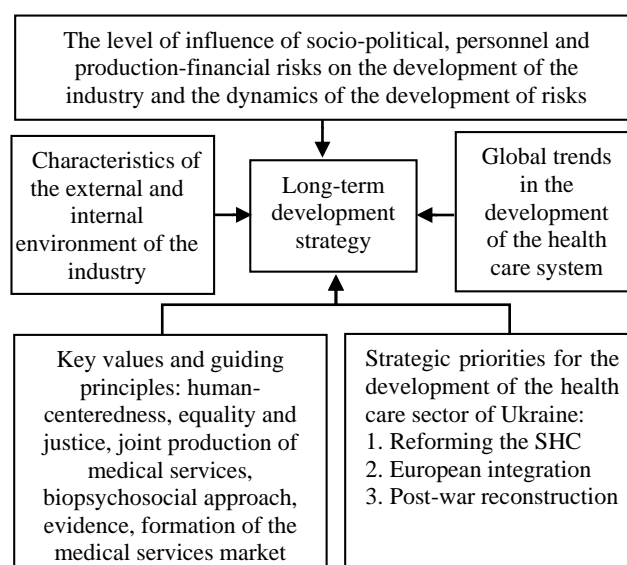 The level of influence of socio-political, personnel and
production-financial risks on the development of the
industry and the dynamics of the development of risks
Characteristics of
the external and
internal
environment of the
industry
Long-term
development
strategy
Global trends
in the
development
of the health
care system
Key values and guiding
principles: human-
centeredness, equality and
justice, joint production of
medical services,
biopsychosocial approach,
evidence, formation of the
medical services market
Strategic priorities for the
development of the health
care sector of Ukraine:
1. Reforming the SHC
2. European integration
3. Post-war reconstruction